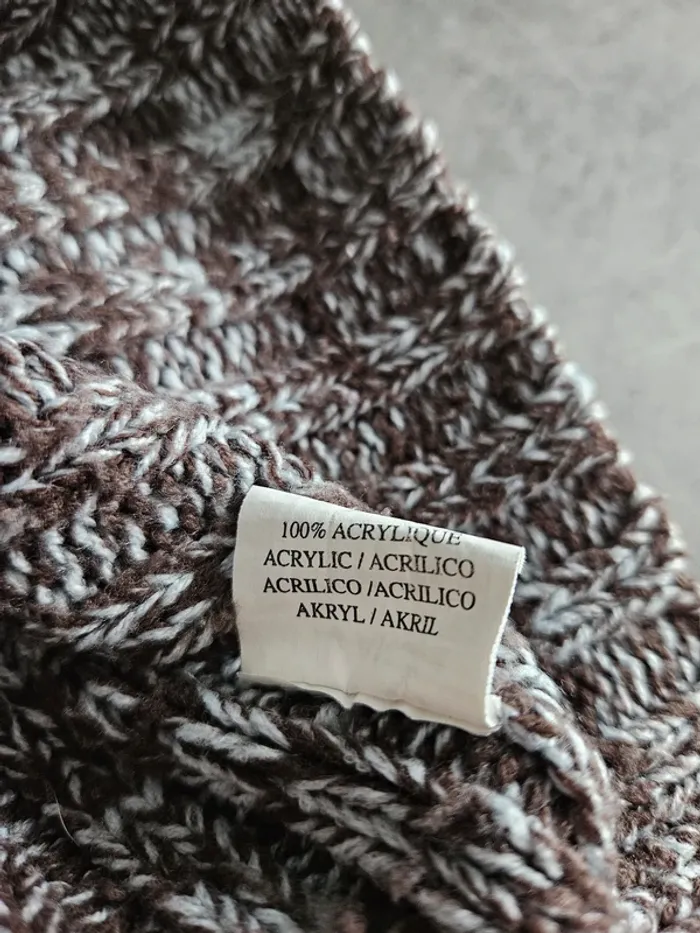 100% ACRYLIQUE
ACRYLIC / ACRILICO
ACRILICO /ACRILICO
AKRYL / AKRIL